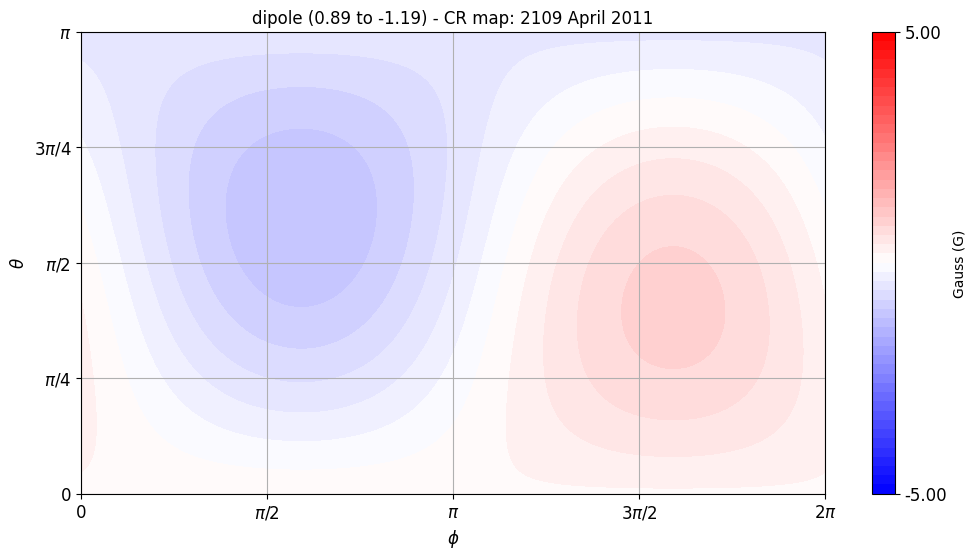 dipole (0.89 to -1.19) - CR map: 2109 April 2011
π
3π/4
π/2
π/4
0
θ
0
π/2
π
3π/2
2π
ϕ
5.00
-5.00
Gauss (G)